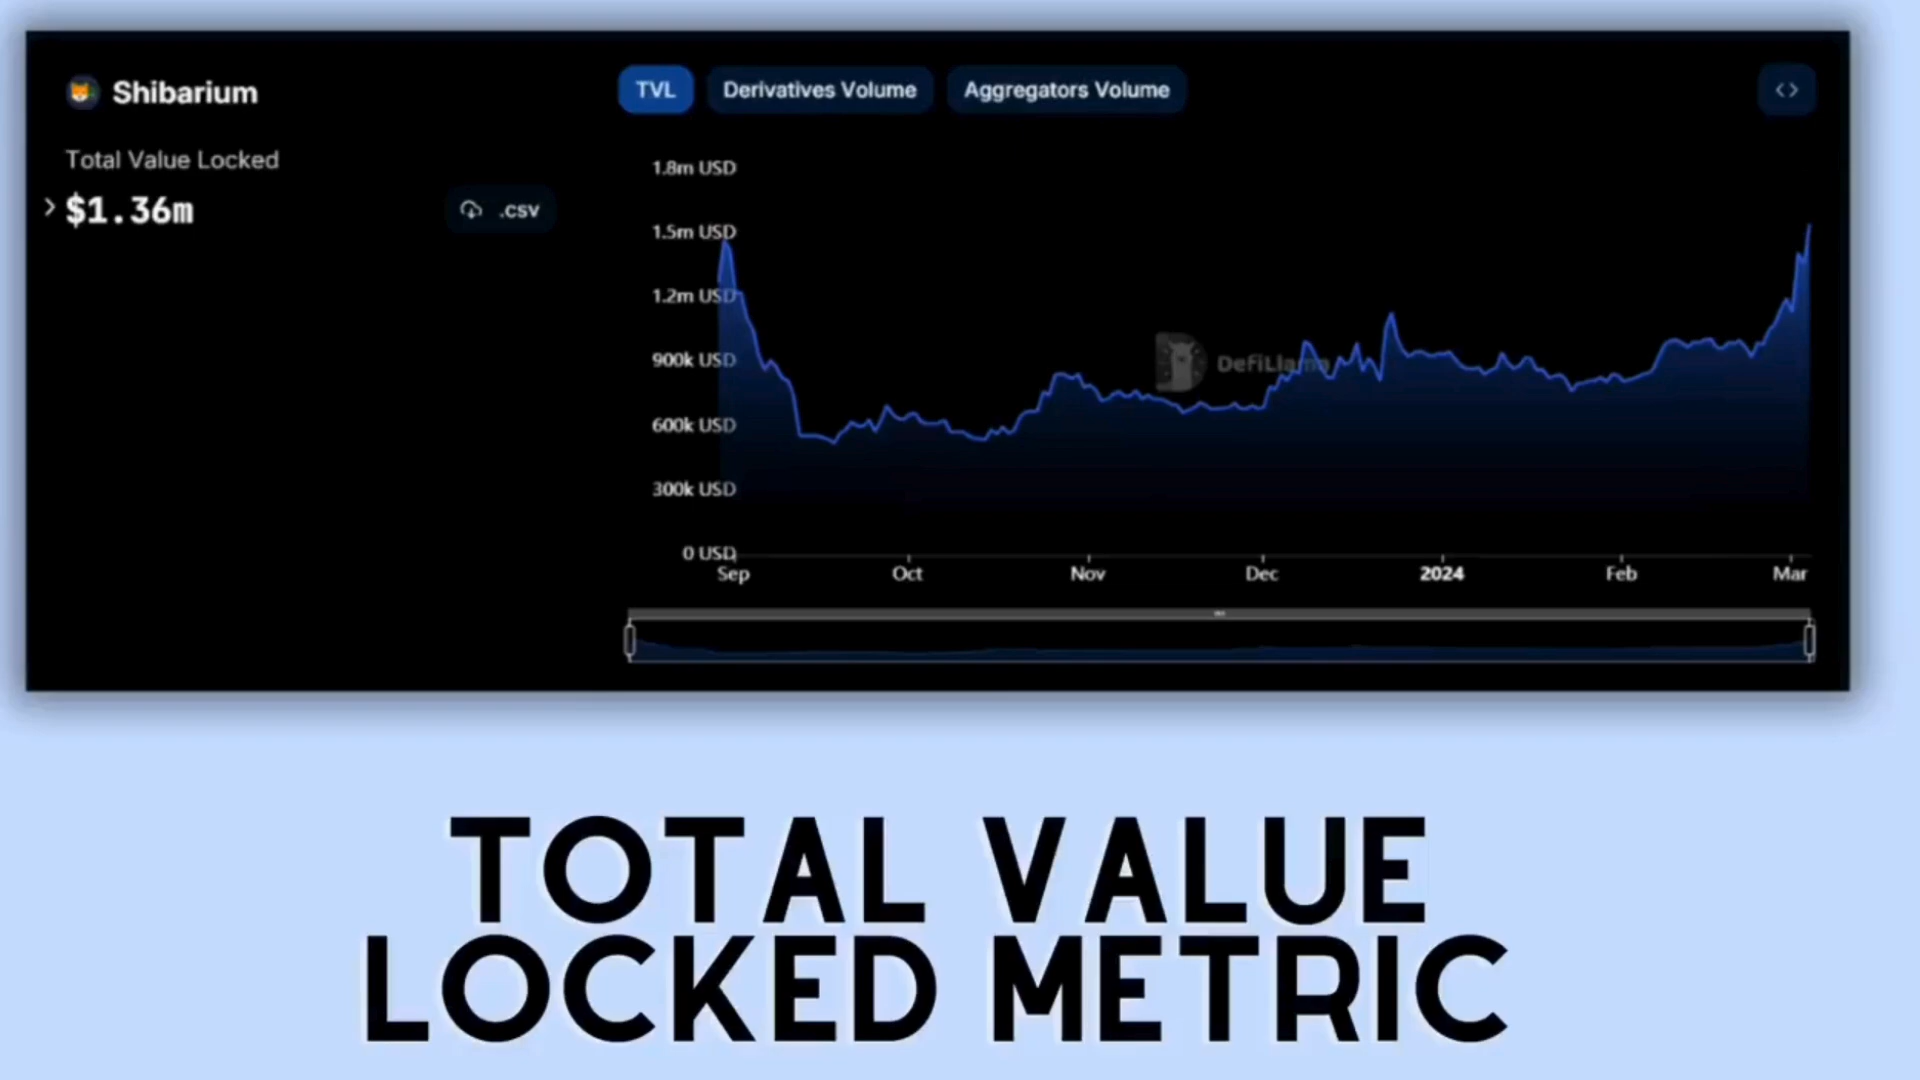 Shibarium
TVL
Derivatives Volume
Aggregators Volume
Total Value Locked
$1.36m
.csv
1.8m USD
1.5m USD
1.2m USD
900k USD
600k USD
300k USD
0 USD
DefiLlama
Sep
Oct
Nov
Dec
2024
Feb
Mar
TOTAL VALUE
LOCKED METRIC